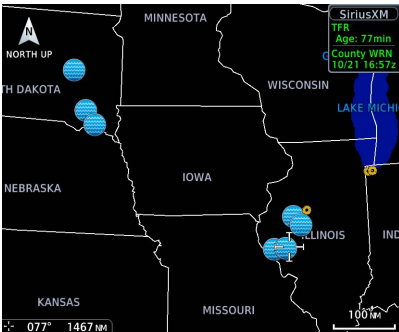 MINNESOTA
SiriusXM
TFR
Age: 77min
County WRN
10/21 16:57z
N
NORTH UP
TH DAKOTA
WISCONSIN
LAKE MICHI
IOWA
NEBRASKA
ILLINOIS
IND
KANSAS
MISSOURI
100 NM
077° 1467 NM